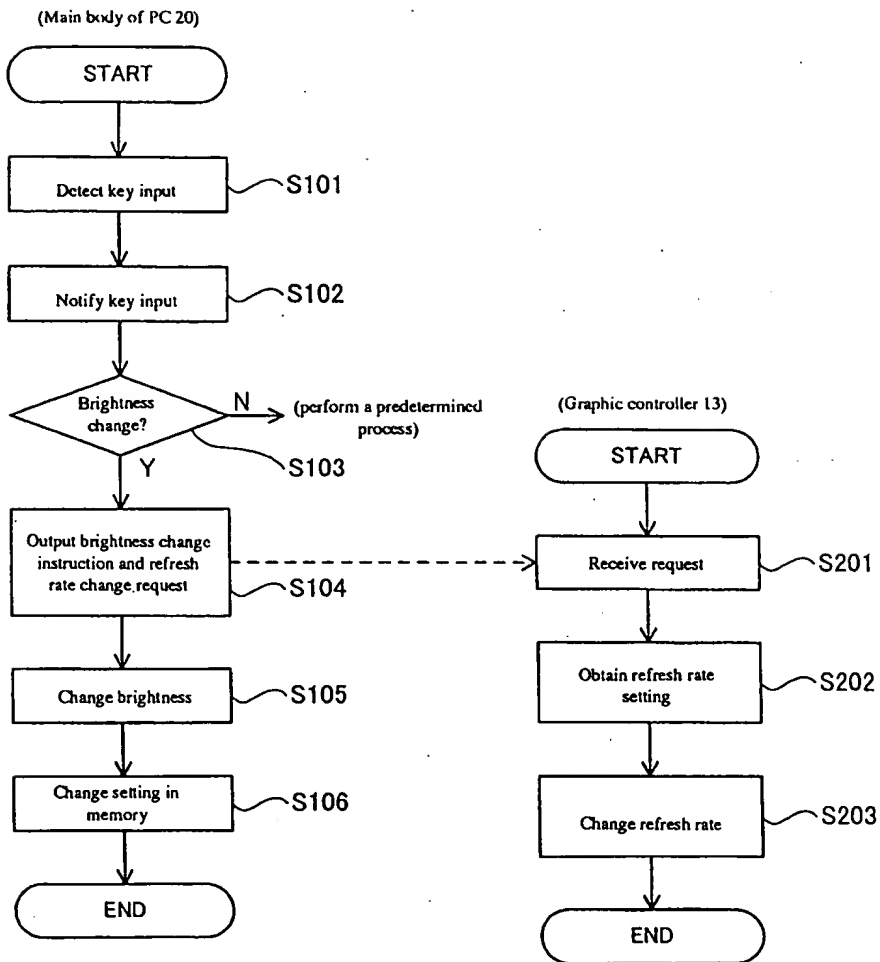 (Main body of PC 20)
START
Detect key input
S101
Notify key input
S102
Brightness
change?
N
(perform a predetermined
process)
S103
Y
Output brightness change
instruction and refresh
rate change request
S104
Change brightness
S105
Change setting in
memory
S106
END
(Graphic controller 13)
START
Receive request
S201
Obtain refresh rate
setting
S202
Change refresh rate
S203
END